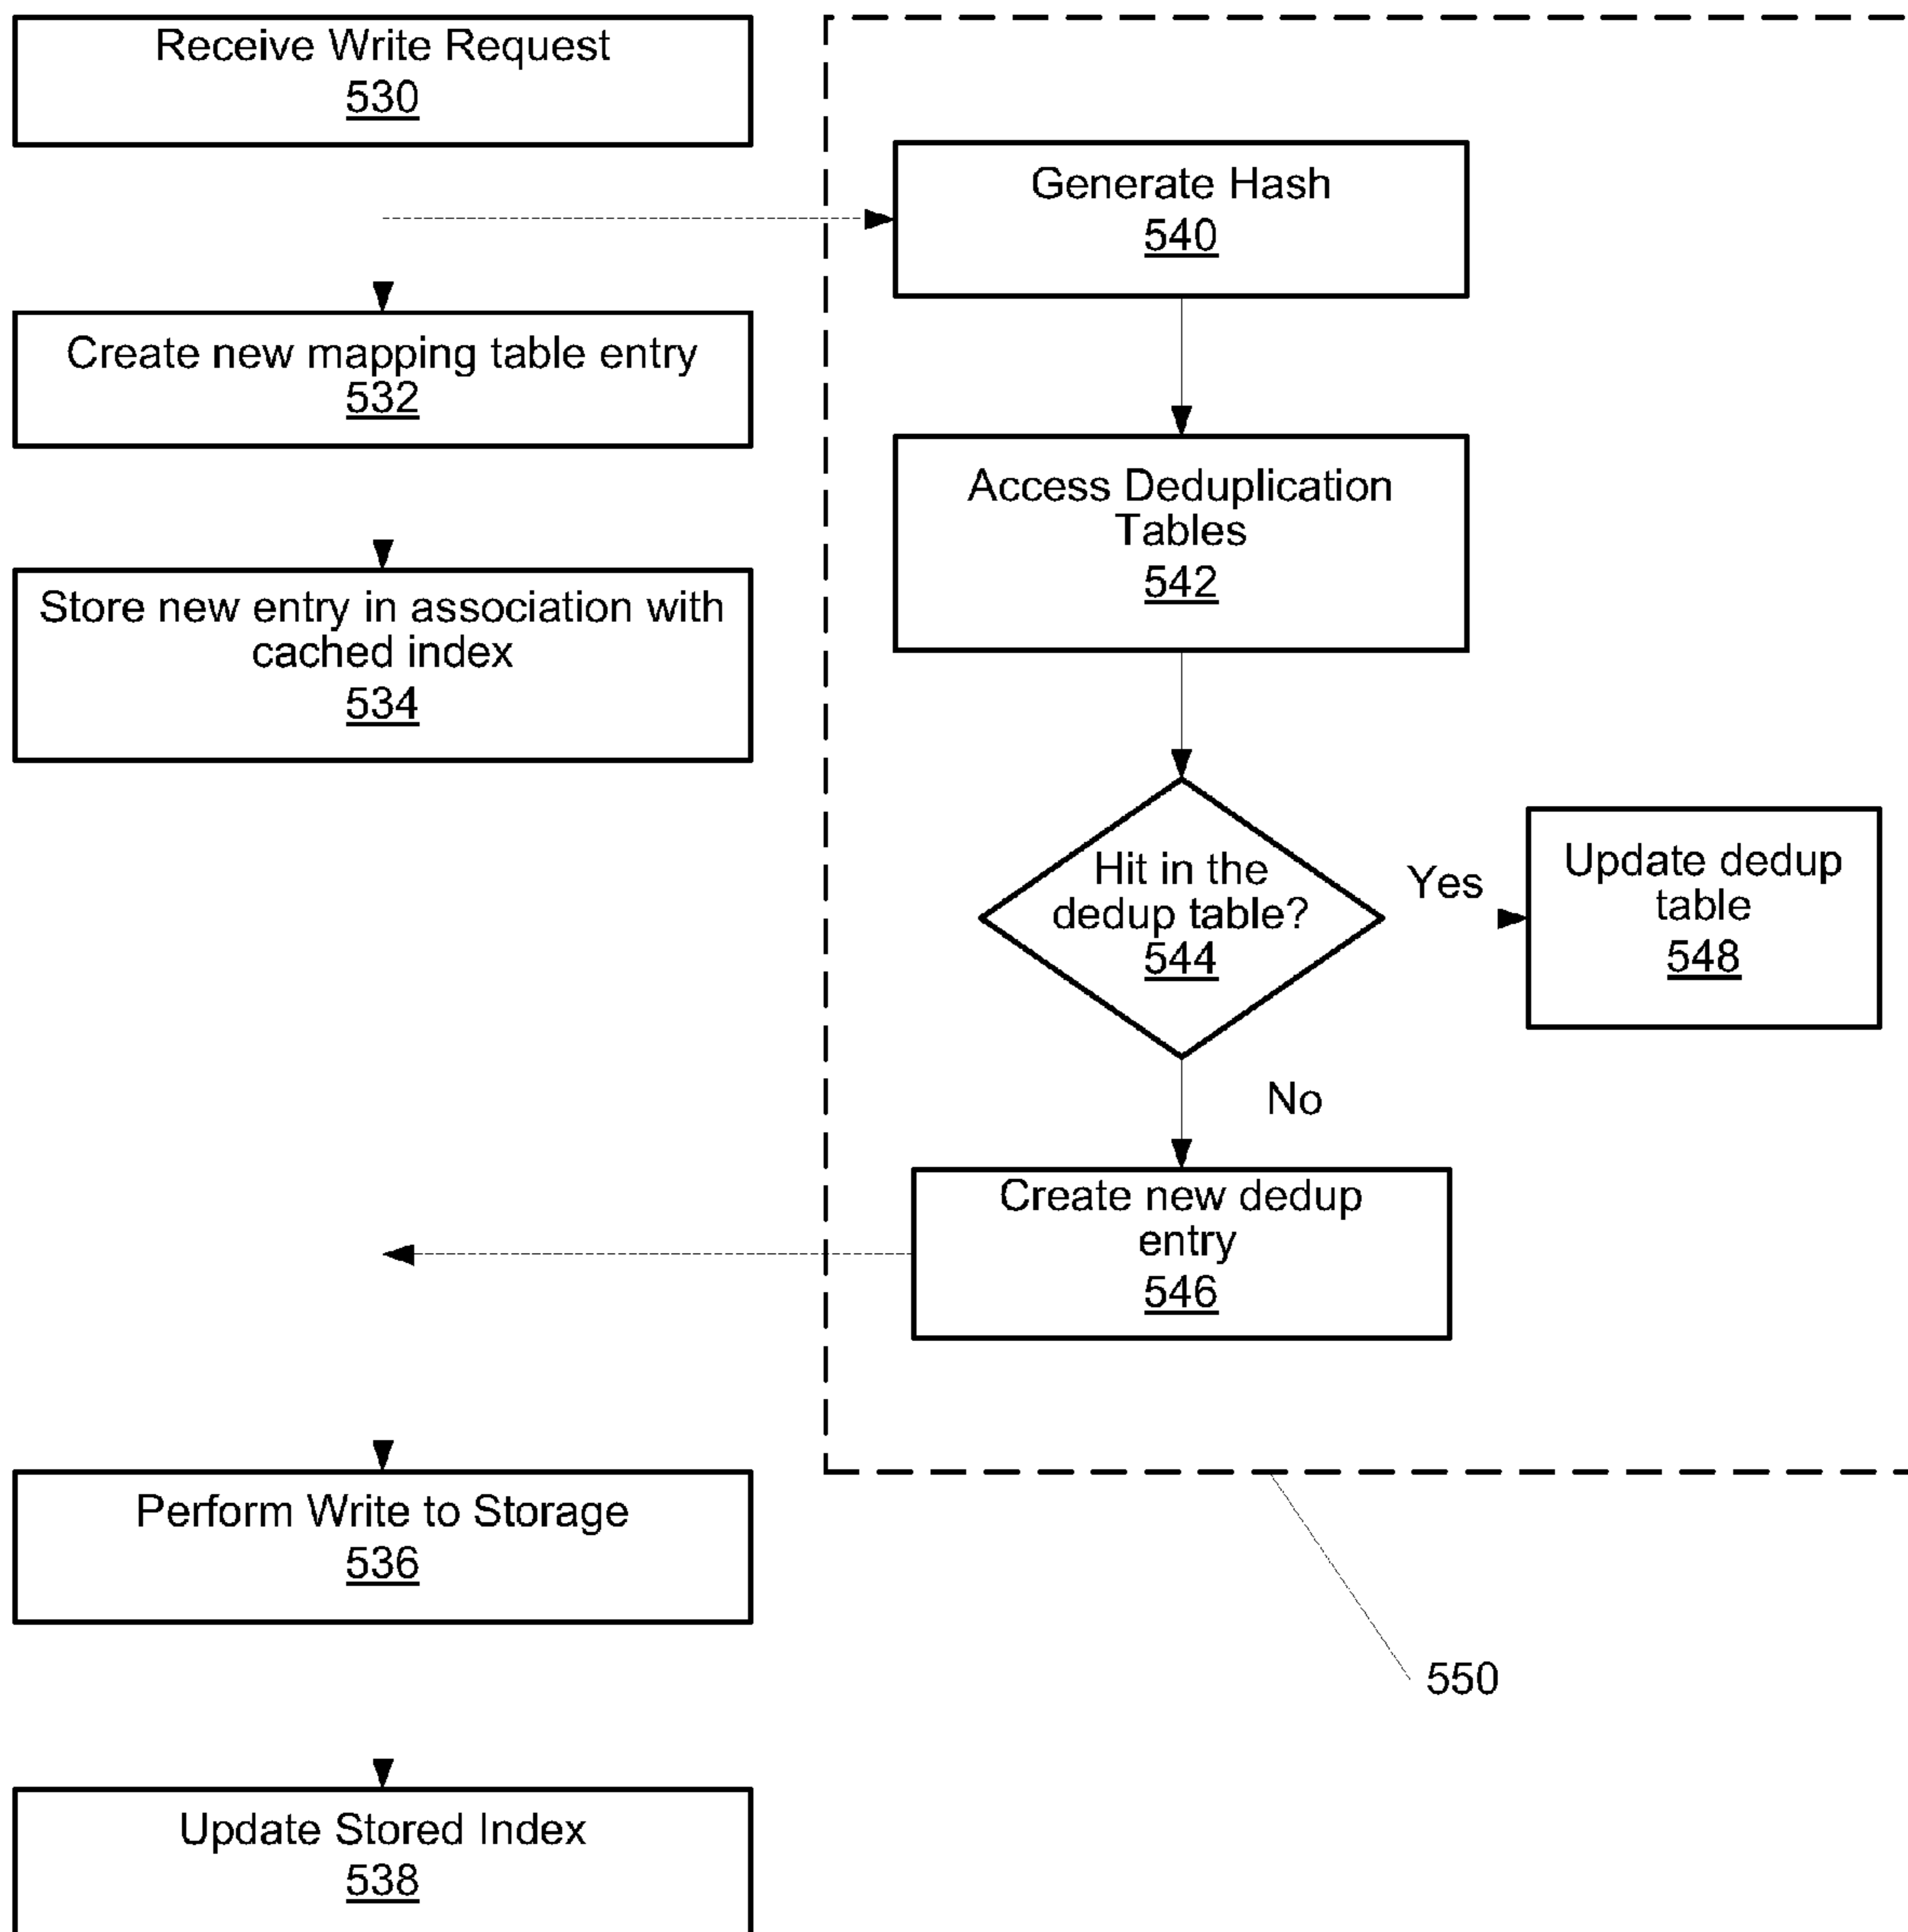 Receive Write Request
530
Create new mapping table entry
532
Store new entry in association with
cached index
534
Generate Hash
540
Access Deduplication
Tables
542
Hit in the
dedup table?
544
Yes
Update dedup
table
548
No
Create new dedup
entry
546
Perform Write to Storage
536
550
Update Stored Index
538